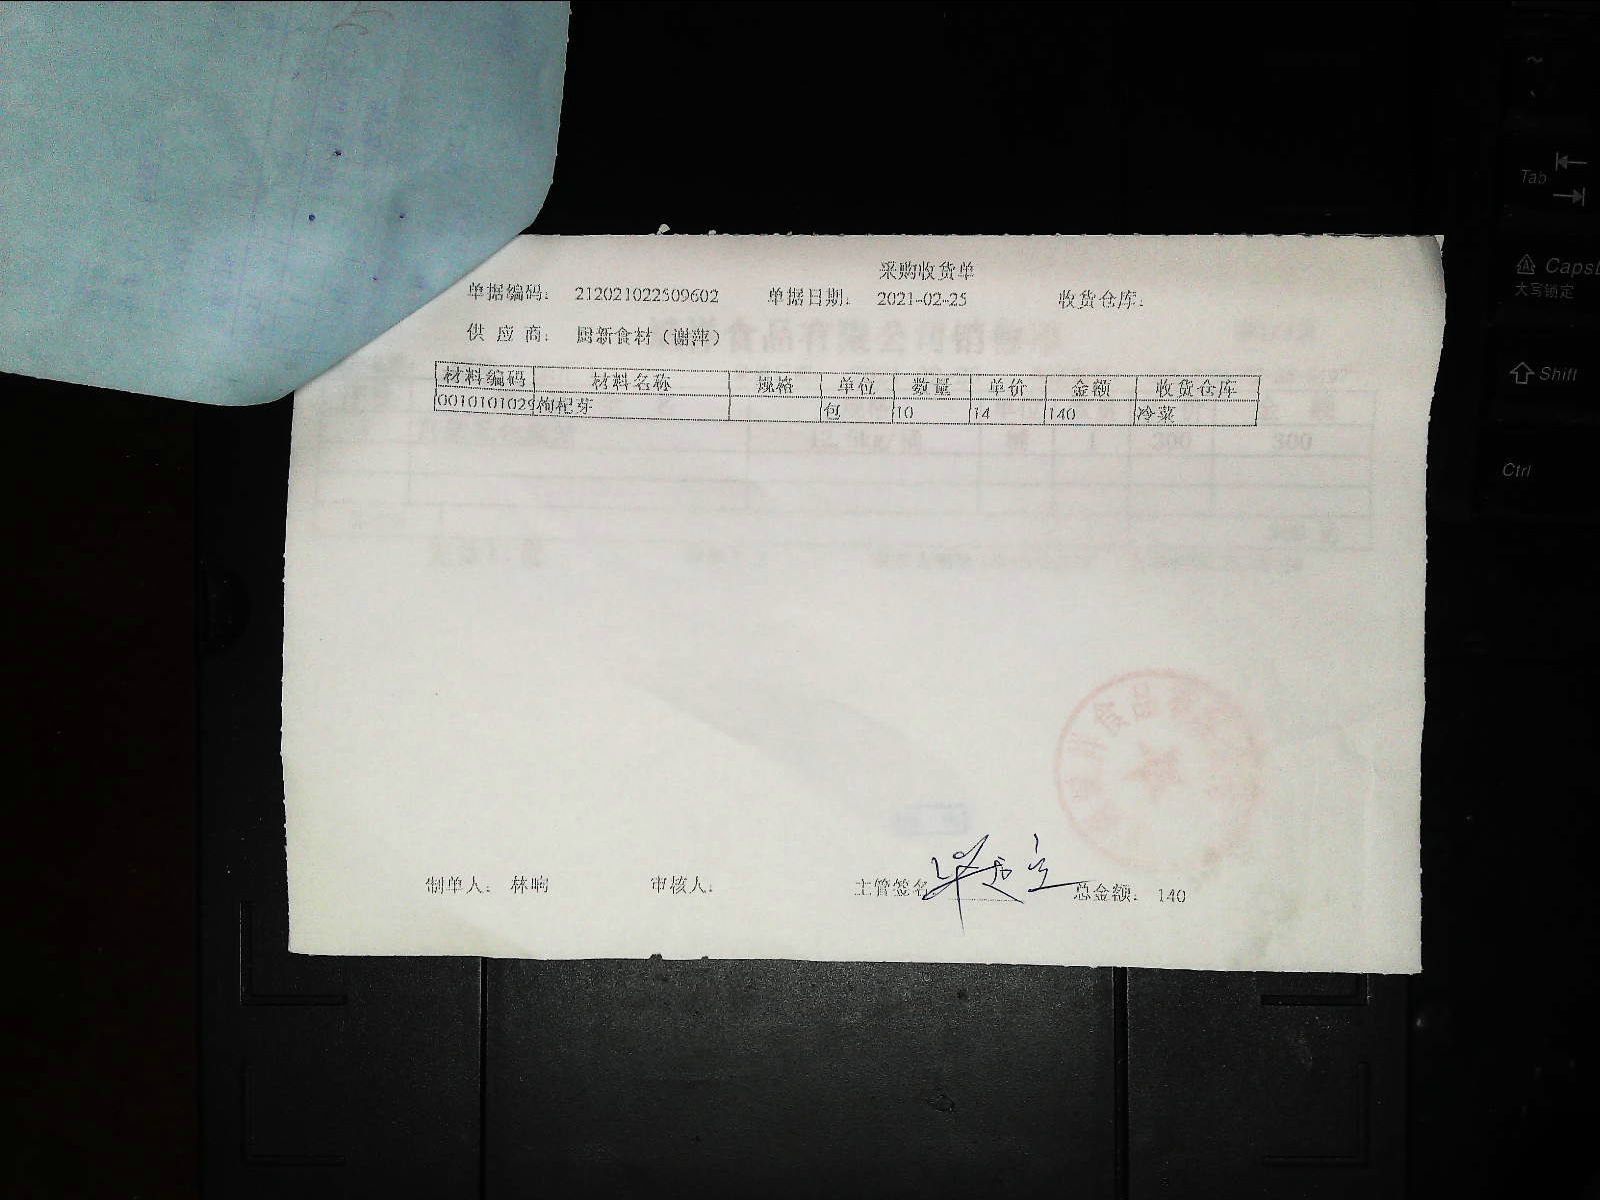 采购收货单
单据编码: 212021022509602 单据日期: 2021-02-25 收货仓库:
供应商: 厨新食材(谢萍)
材料编码 材料名称 规格 单位 数量 单价 金额 收货仓库
0010101029 枸杞芽 包 10 14 140 冷菜
制单人: 林晌 审核人: 主管签名 总金额: 140
~
Tab
Caps
大写锁定
Shift
Ctrl